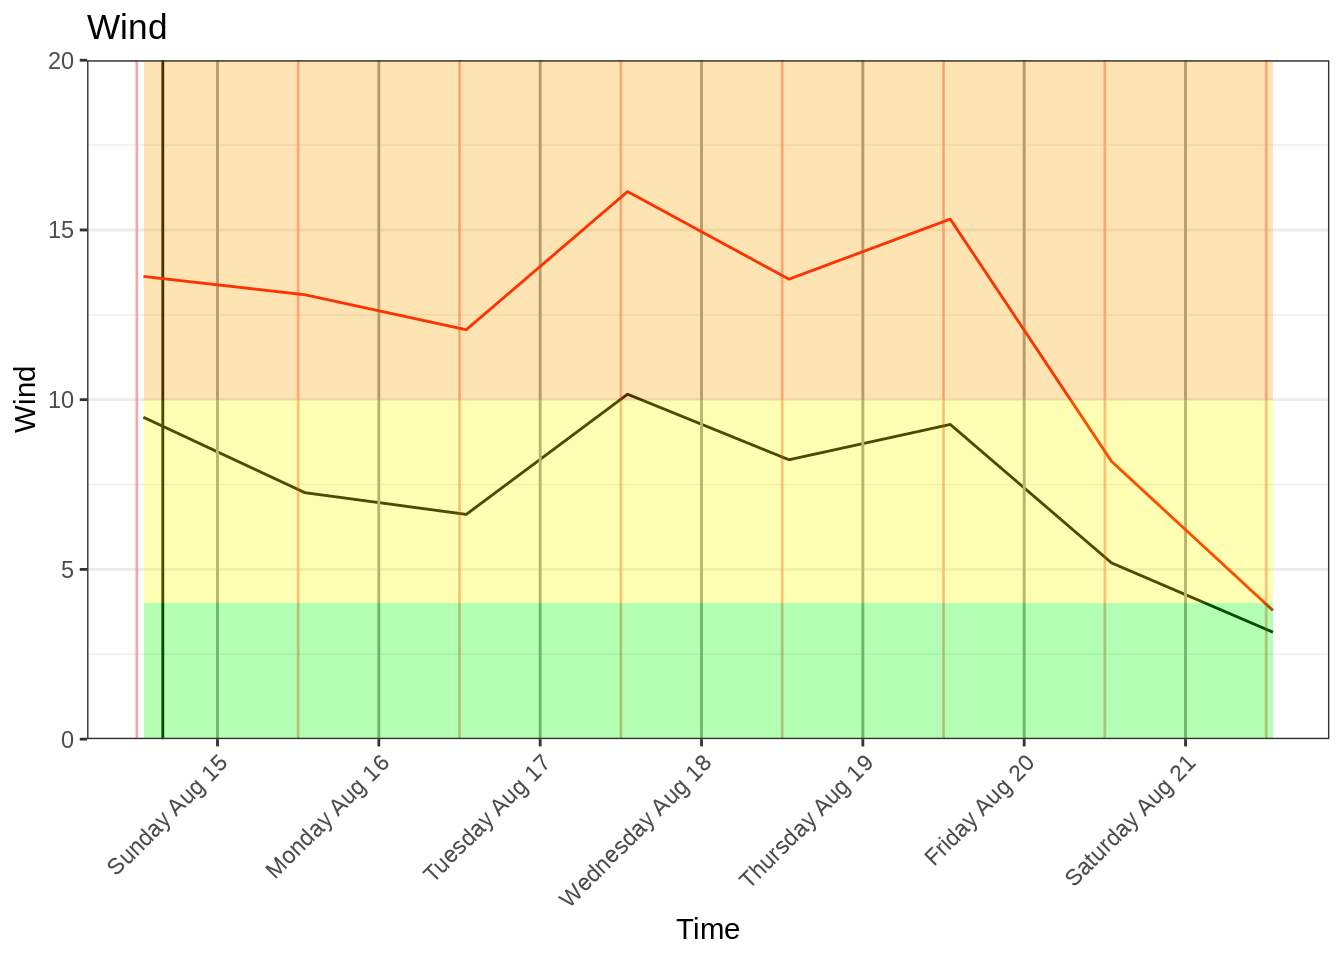 Wind
20
15
10
5
0
Wind
Sunday Aug 15
Monday Aug 16
Tuesday Aug 17
Wednesday Aug 18
Thursday Aug 19
Friday Aug 20
Saturday Aug 21
Time